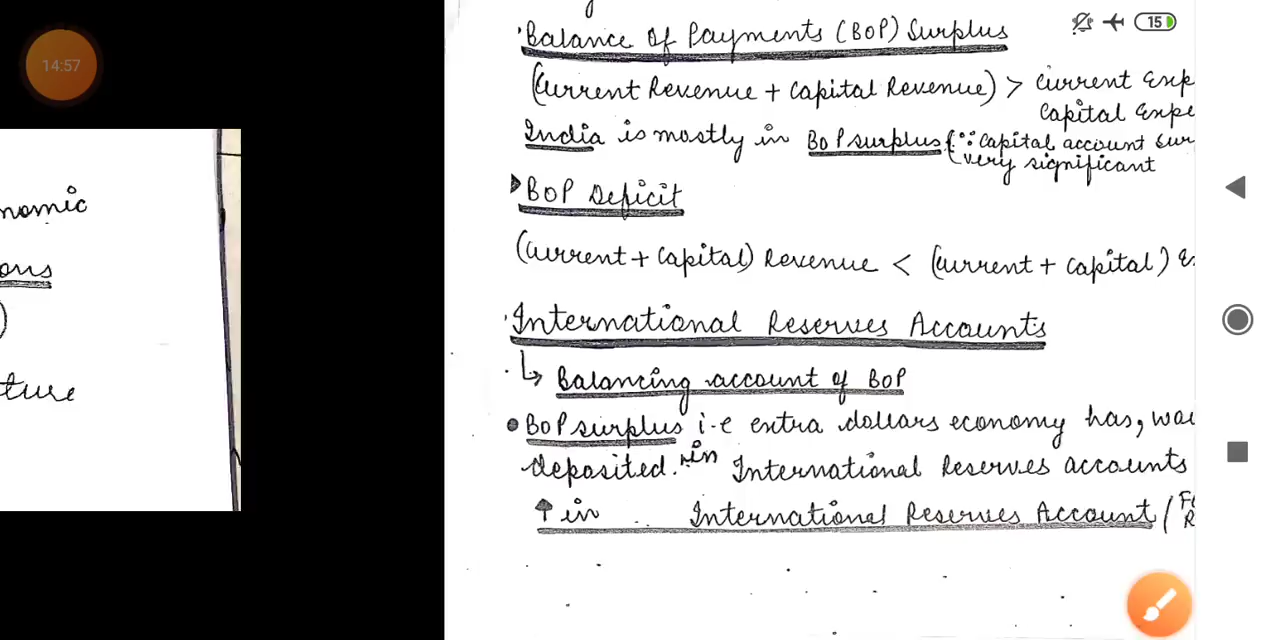 14:57
15
nomic
ons
)
ture
Balance of Payments (BOP) Surplus
(Current Revenue + Capital Revenue) > Current Exp
Capital Expe
India is mostly in BOP surplus (∵ Capital account sur
very significant
BOP Deficit
(Current + Capital) Revenue < (Current + Capital) E
International Reserves Accounts
↳ Balancing account of BOP
• BOP surplus i.e entra dollars economy has,
deposited in International Reserves accounts
↑ in .. International Reserves Account (